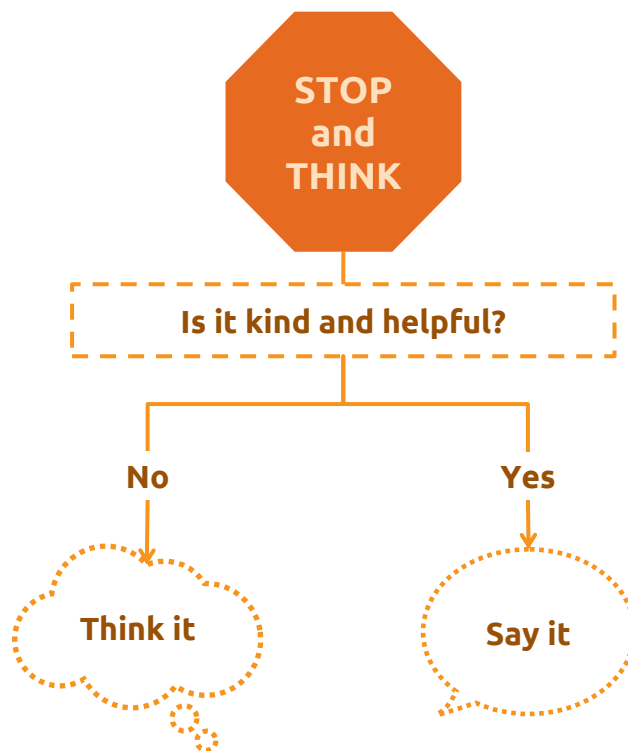 STOP
and
THINK
Is it kind and helpful?
No
Yes
Think it
Say it